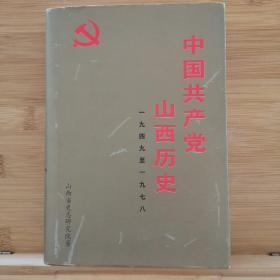 中国共产党
山西历史
一九四九至一九七八
山西省史志研究院著